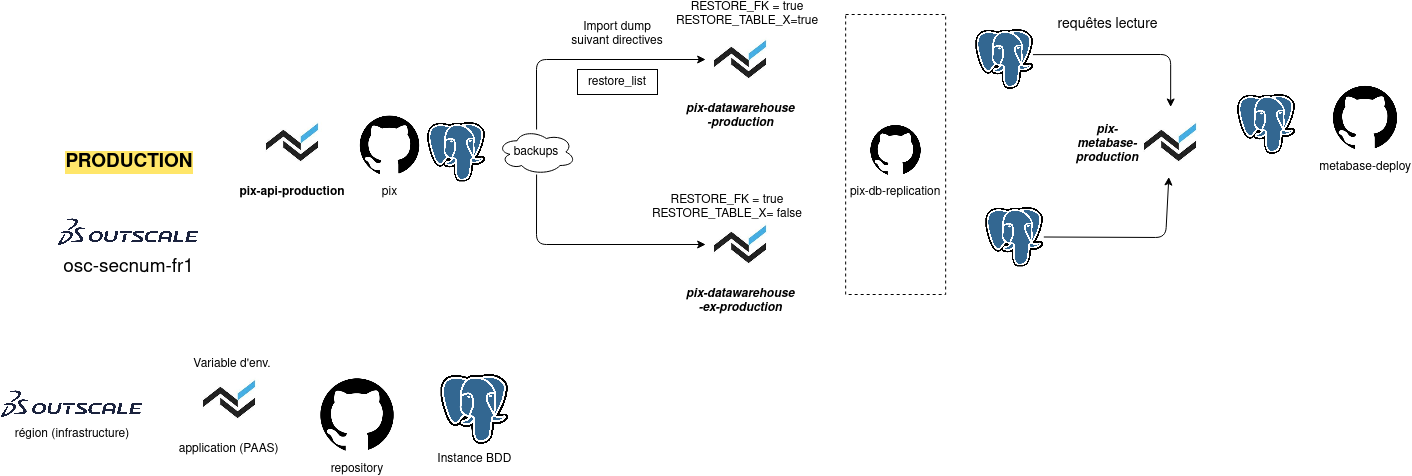 RESTORE_FK = true
RESTORE_TABLE_X=true
Import dump
suivant directives
restore_list
pix-datawarehouse
-production
requêtes lecture
PRODUCTION
pix-api-production
pix
backups
pix-db-replication
pix-
metabase-
production
metabase-deploy
OUTSCALE
osc-secnum-fr1
RESTORE_FK = true
RESTORE_TABLE_X= false
pix-datawarehouse
-ex-production
OUTSCALE
région (infrastructure)
Variable d'env.
application (PAAS)
repository
Instance BDD